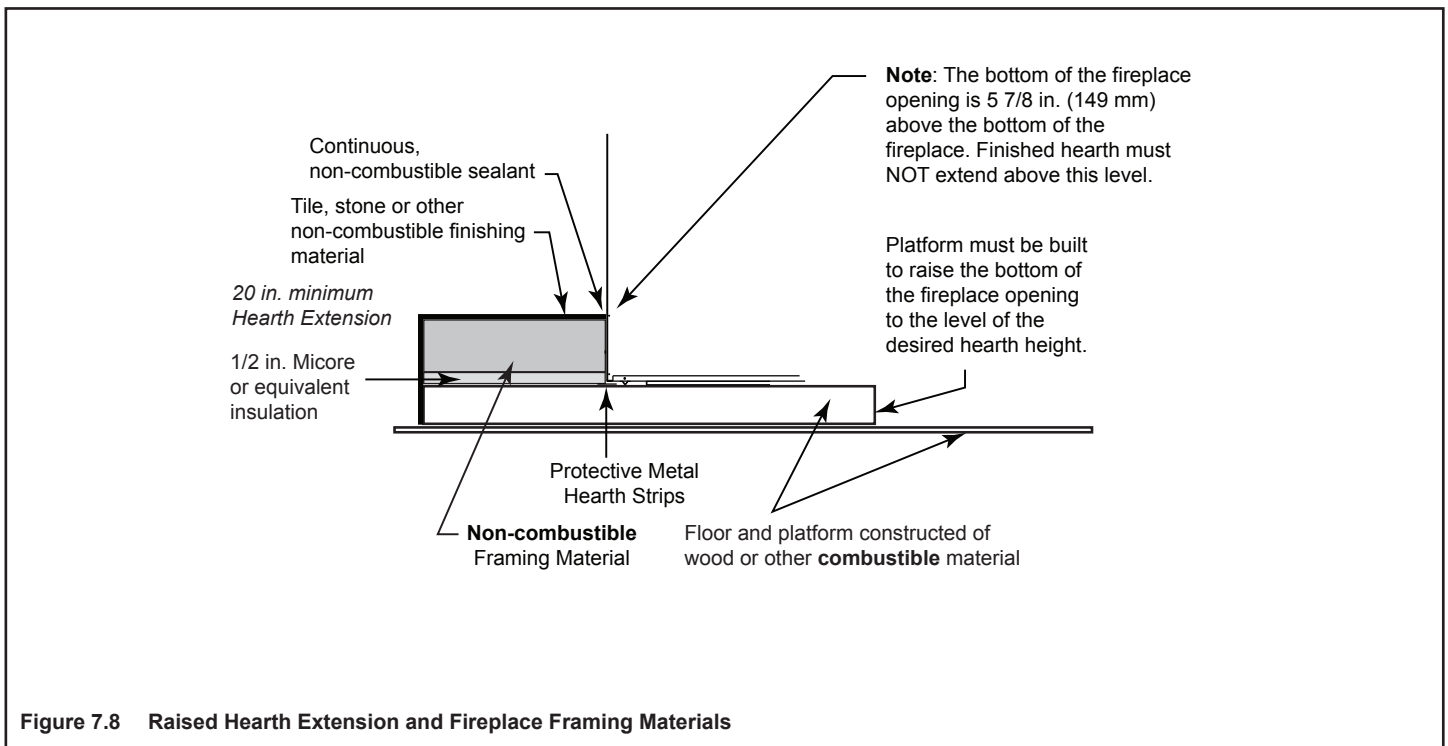 Note: The bottom of the fireplace
opening is 5 7/8 in. (149 mm)
above the bottom of the
fireplace. Finished hearth must
NOT extend above this level.
Continuous,
non-combustible sealant
Tile, stone or other
non-combustible finishing
material
20 in. minimum
Hearth Extension
1/2 in. Micore
or equivalent
insulation
Platform must be built
to raise the bottom of
the fireplace opening
to the level of the
desired hearth height.
Protective Metal
Hearth Strips
Non-combustible
Framing Material
Floor and platform constructed of
wood or other combustible material
Figure 7.8 Raised Hearth Extension and Fireplace Framing Materials